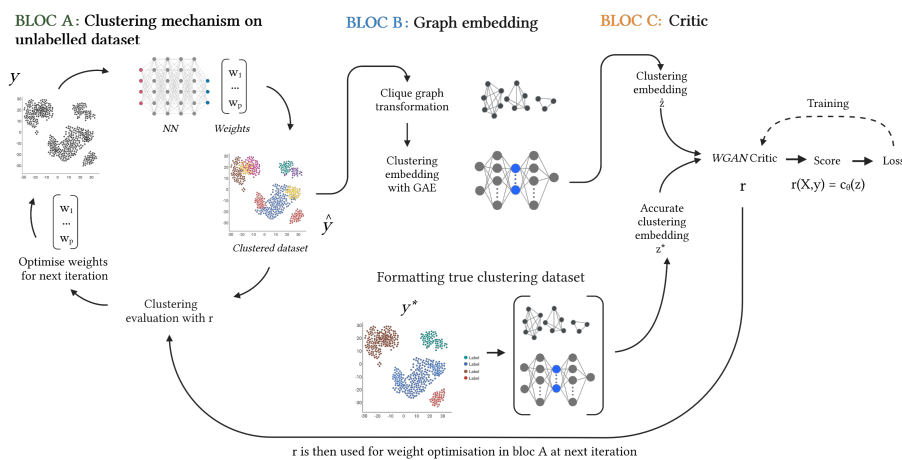 BLOC A: Clustering mechanism on
unlabelled dataset
BLOC B: Graph embedding
BLOC C: Critic
y
w1
...
wp
NN
Weights
ŷ
Clustered dataset
w1
...
wp
Optimise weights
for next iteration
Clustering
evaluation with r
Clique graph
transformation
Clustering
embedding
with GAE
Clustering
embedding
ẑ
Training
WGAN Critic
Score
Loss
r
r(X,y) = cθ(z)
Accurate
clustering
embedding
z*
Formatting true clustering dataset
y*
Label
Label
Label
Label
r is then used for weight optimisation in bloc A at next iteration